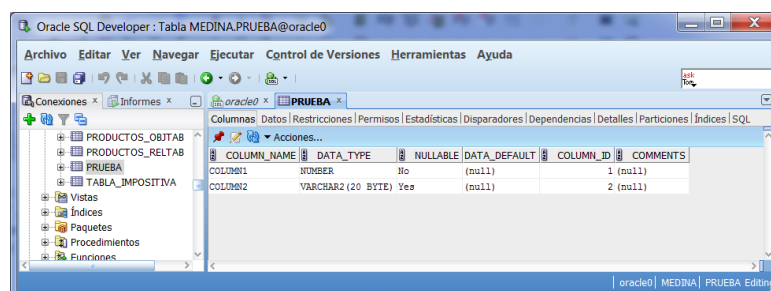 Oracle SQL Developer : Tabla MEDINA.PRUEBA@oracle0
Archivo Editar Ver Navegar Ejecutar Control de Versiones Herramientas Ayuda
Conexiones Informes oracle0 PRUEBA
Columnas Datos Restricciones Permisos Estadísticas Disparadores Dependencias Detalles Particiones Índices SQL
Acciones...
PRODUCTOS_OBJTAB
PRODUCTOS_RELTAB
PRUEBA
TABLA_IMPOSITIVA
Vistas
Índices
Paquetes
Procedimientos
Funciones
COLUMN_NAME DATA_TYPE NULLABLE DATA_DEFAULT COLUMN_ID COMMENTS
COLUMN1 NUMBER No (null) 1 (null)
COLUMN2 VARCHAR2(20 BYTE) Yes (null) 2 (null)
oracle0 MEDINA PRUEBA Editin